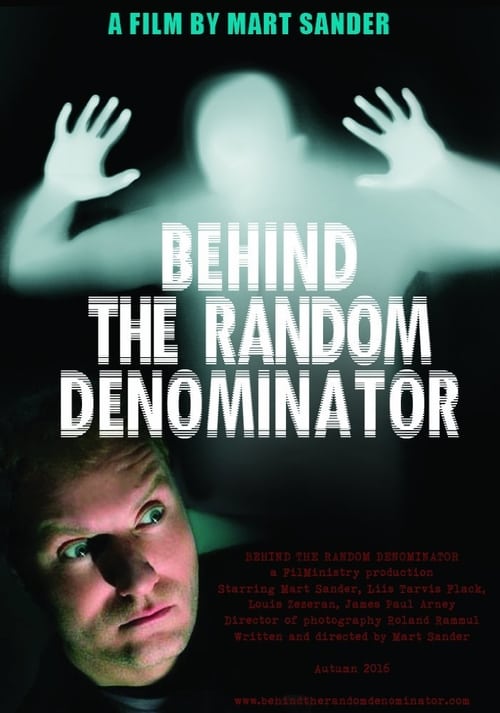 A FILM BY MART SANDER
BEHIND
THE RANDOM
DENOMINATOR
BEHIND THE RANDOM DENOMINATOR
a FilMinistry production
Starring Mart Sander, Liis Tarvis Flack,
Louis Zezeran, James Paul Arney
Director of photography Roland Rammul
Written and directed by Mart Sander
Autumn 2016
www.behindtherandomdenominator.com